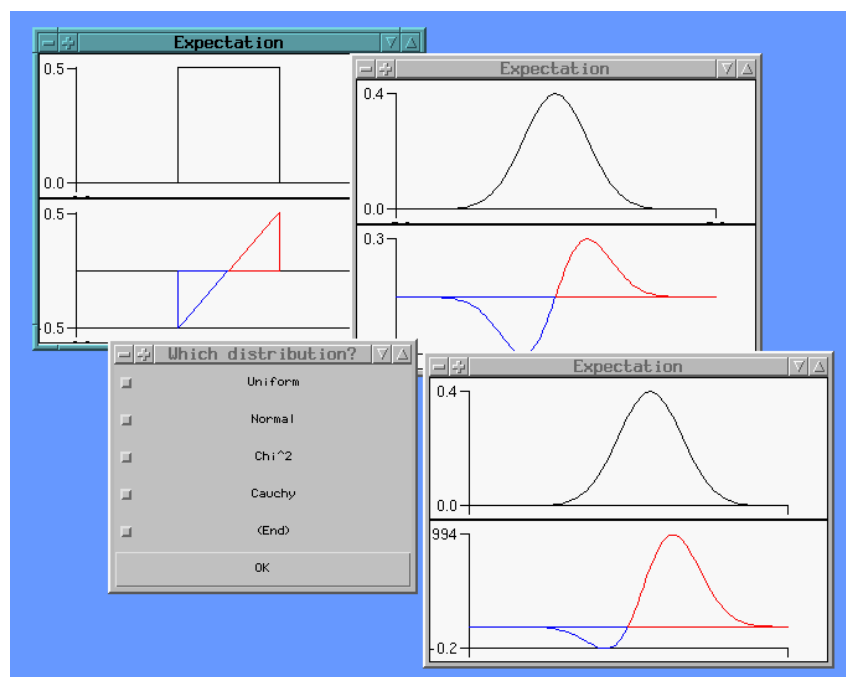 Expectation
0.5
0.0
0.5
-0.5
Expectation
0.4
0.0
0.3
Which distribution?
Uniform
Normal
Chi^2
Cauchy
(End)
OK
Expectation
0.4
0.0
994
-0.2